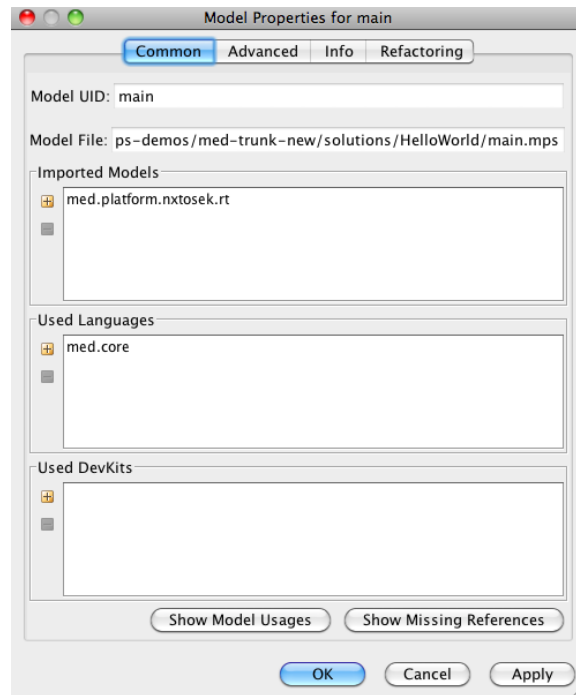 Model Properties for main
Common Advanced Info Refactoring
Model UID: main
Model File: ps-demos/med-trunk-new/solutions/HelloWorld/main.mps
Imported Models
med.platform.nxtosek.rt
Used Languages
med.core
Used DevKits
Show Model Usages Show Missing References
OK Cancel Apply